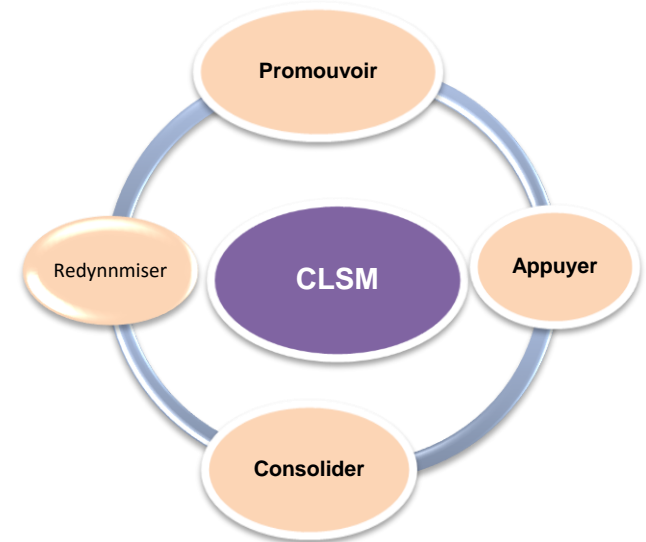 Promouvoir
Redynnmiser
CLSM
Appuyer
Consolider